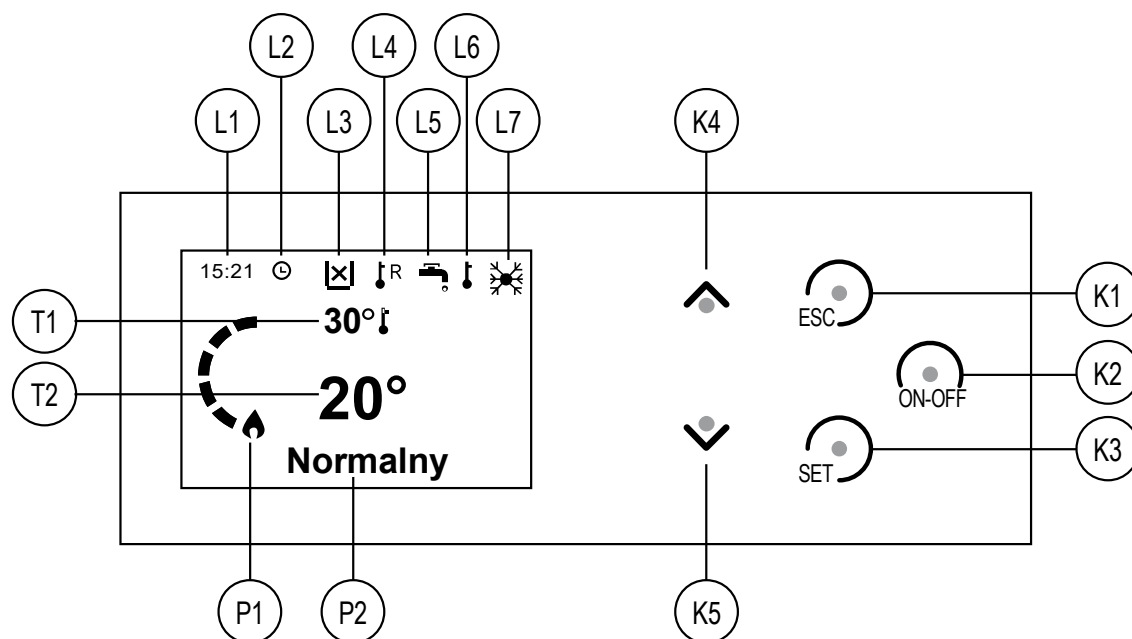 L2 L4 L6
L1 L3 L5 L7 K4
15:21 R
T1 30° ESC K1
T2 20° ON-OFF K2
Normalny SET K3
P1 P2 K5